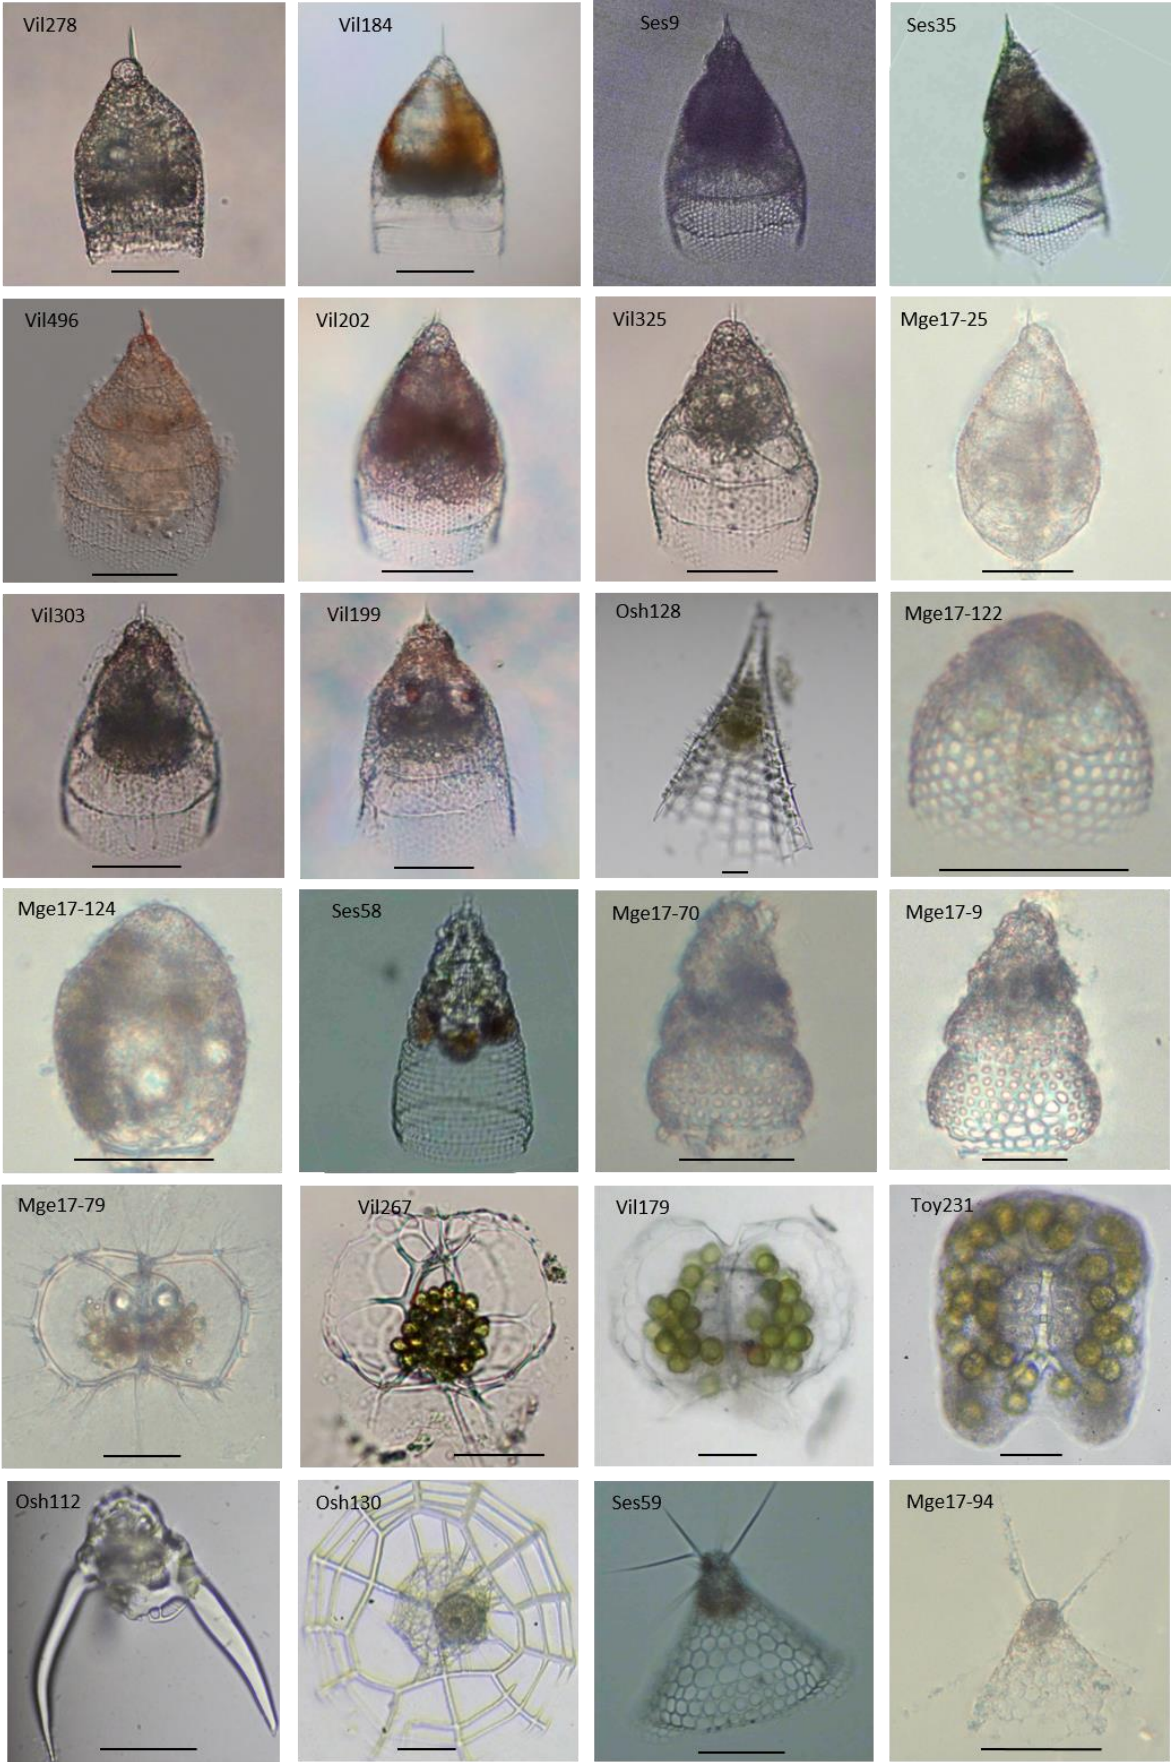 Vil278 Vil184 Ses9 Ses35
Vil496 Vil202 Vil325 Mge17-25
Vil303 Vil199 Osh128 Mge17-122
Mge17-124 Ses58 Mge17-70 Mge17-9
Mge17-79 Vil267 Vil179 Toy231
Osh112 Osh130 Ses59 Mge17-94